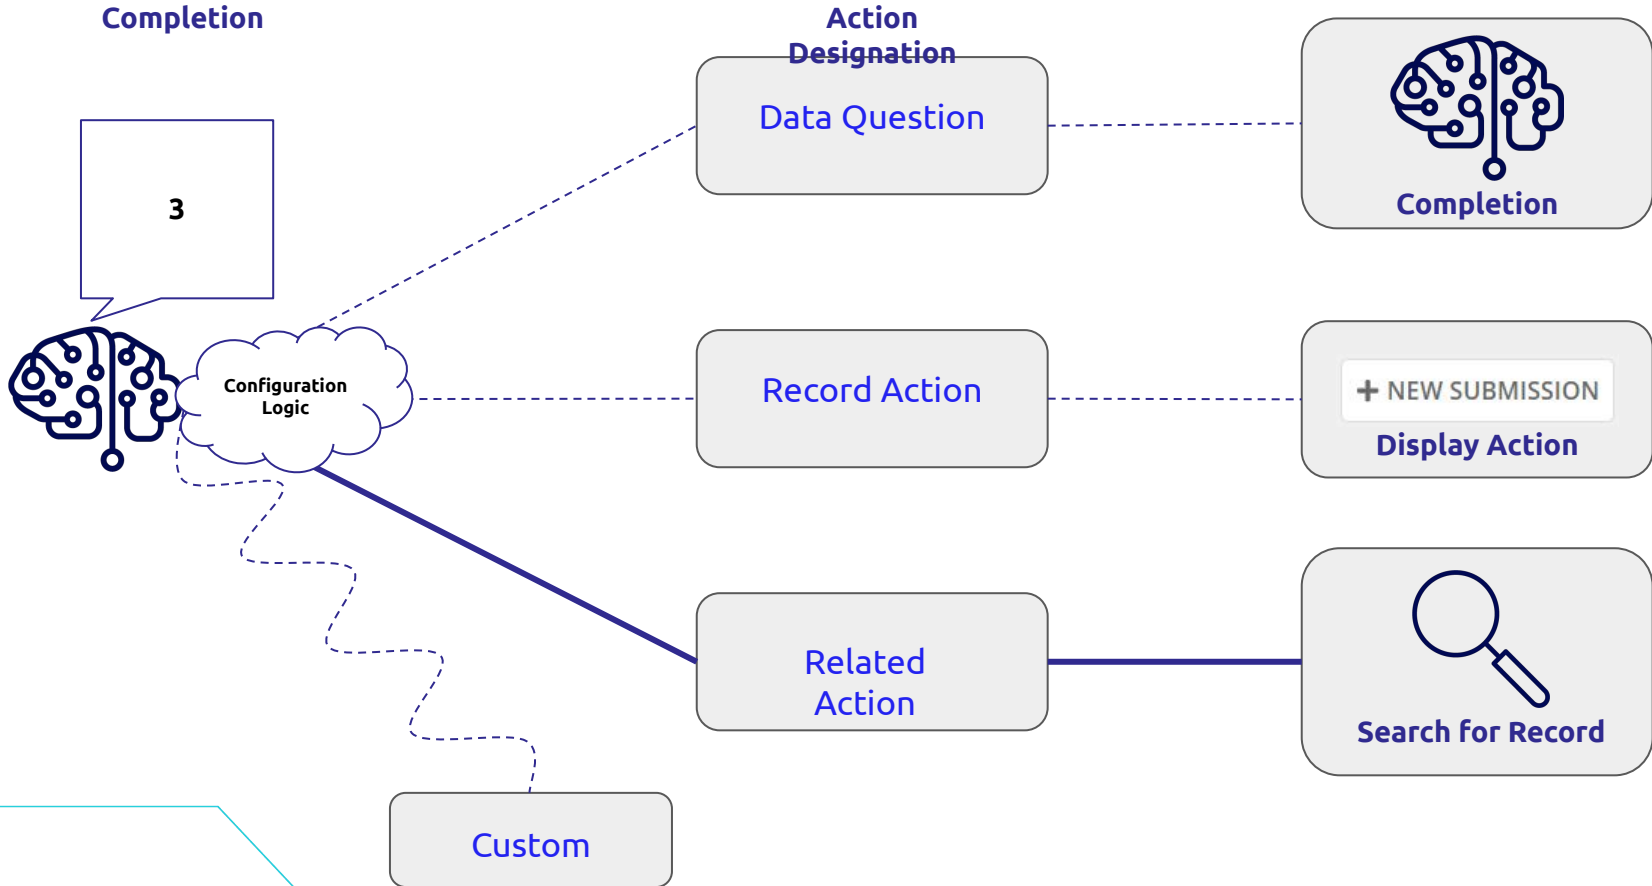 Completion
Action
Designation
Data Question
Completion
3
Configuration
Logic
Record Action
+ NEW SUBMISSION
Display Action
Related
Action
Search for Record
Custom